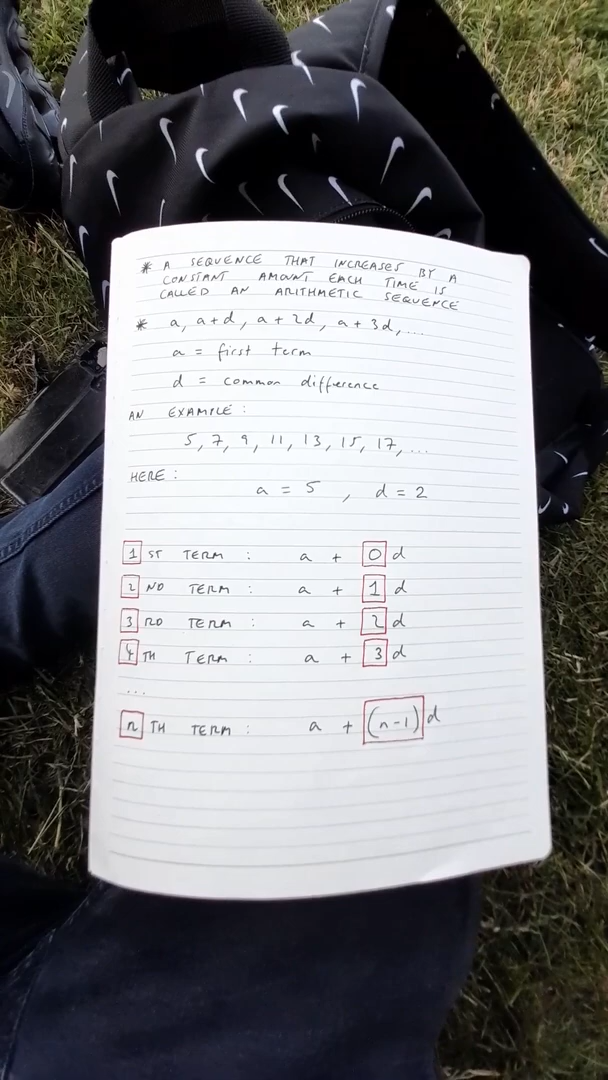 * A SEQUENCE THAT INCREASES BY A
CONSTANT AMOUNT EACH TIME IS
CALLED AN ARITHMETIC SEQUENCE
* a, a+d, a+2d, a+3d,...
a = first term
d = common difference
AN EXAMPLE:
5, 7, 9, 11, 13, 15, 17,...
HERE:
a = 5 , d = 2
1 ST TERM : a + 0 d
2 ND TERM : a + 1 d
3 RD TERM : a + 2 d
4 TH TERM : a + 3 d
...
n TH TERM : a + (n-1) d